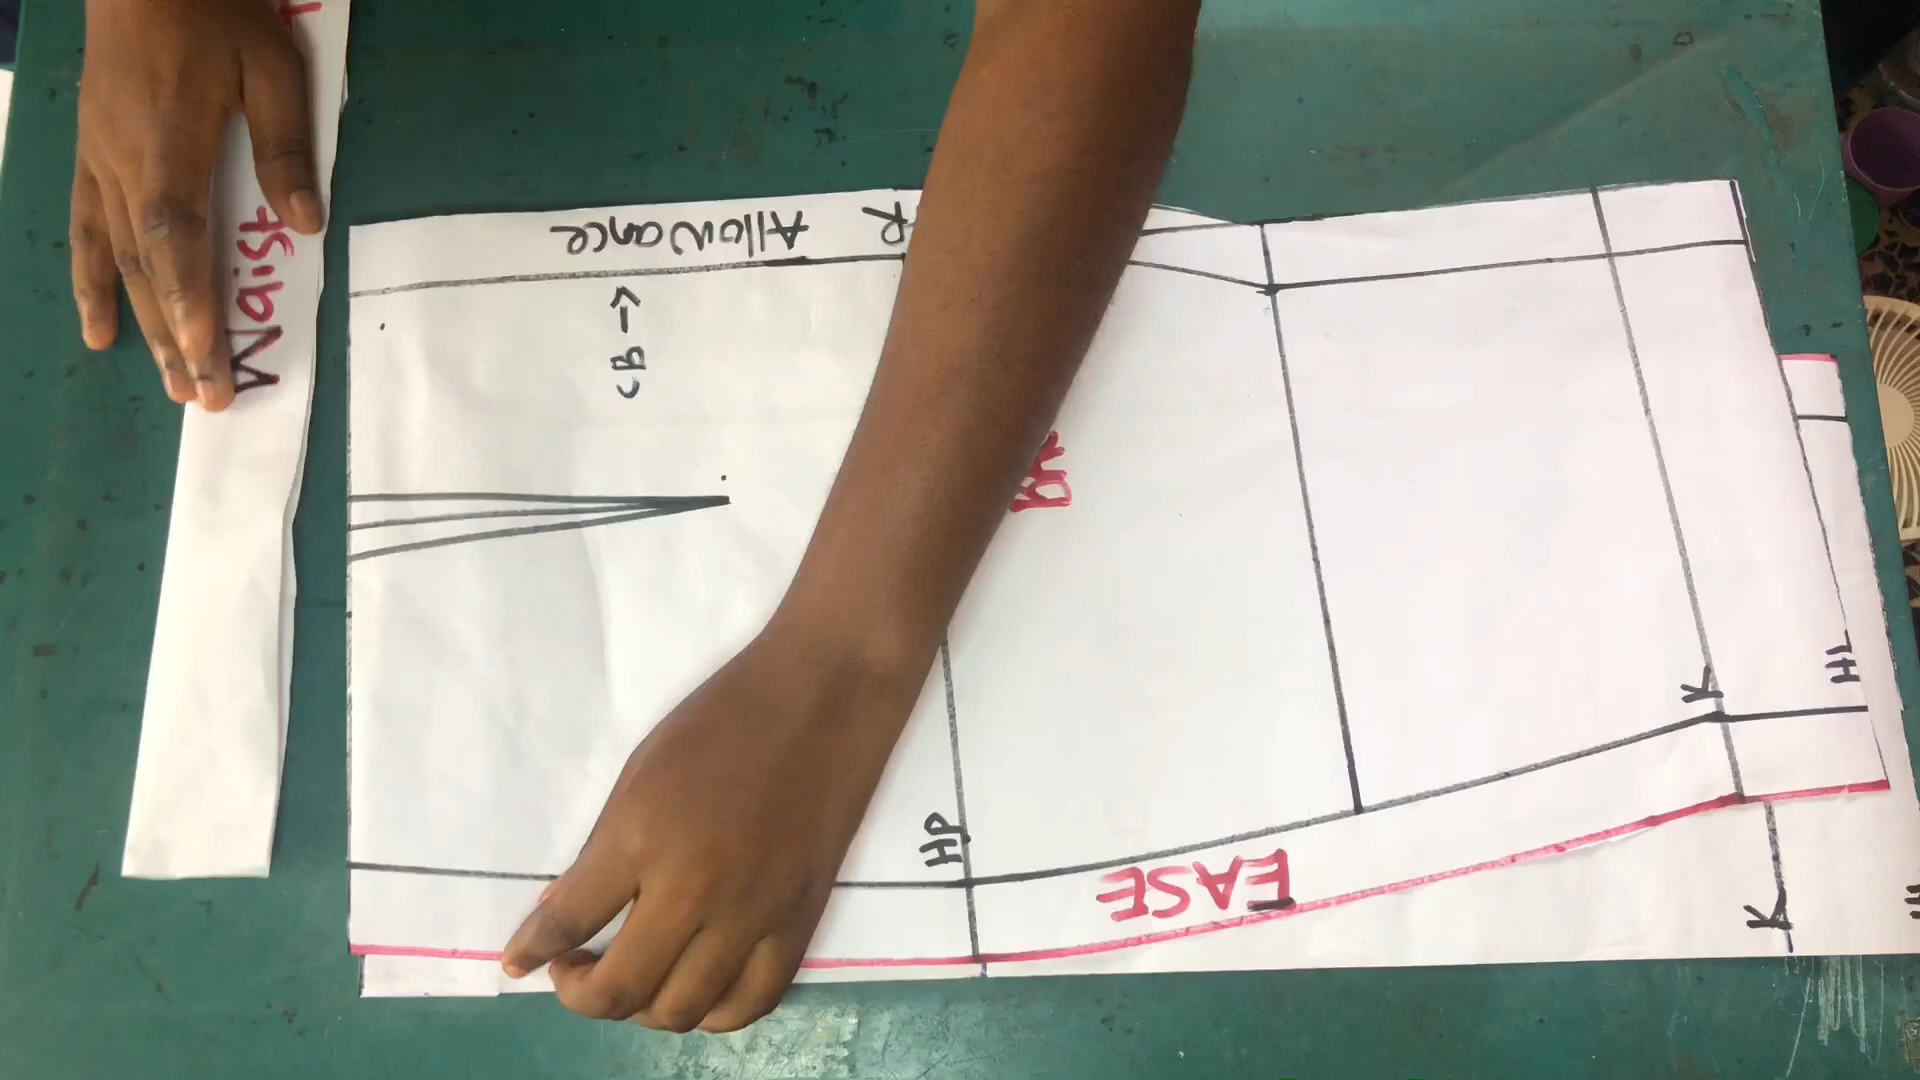 Waist
Allowance
CB →
HP
EASE
K
HL
K